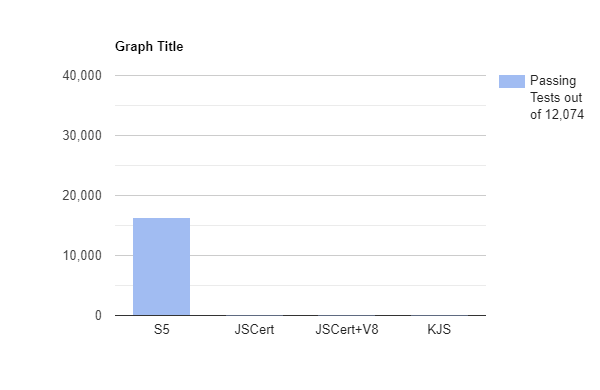 Graph Title
40,000
30,000
20,000
10,000
0
S5 JSCert JSCert+V8 KJS
Passing
Tests out
of 12,074